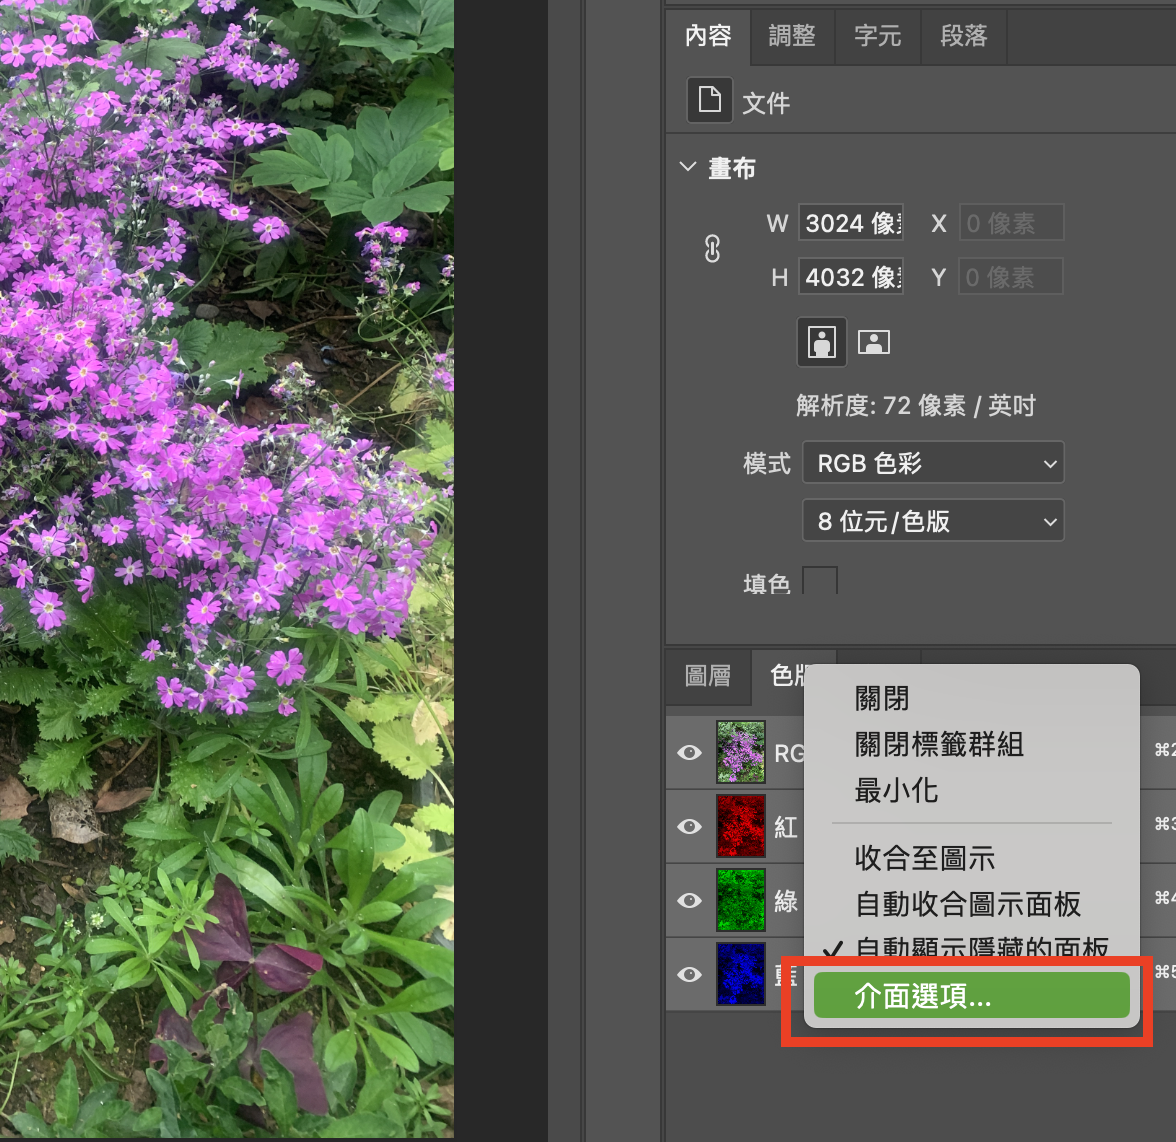 內容 調整 字元 段落
文件
畫布
W 3024 像 X 0 像素
H 4032 像 Y 0 像素
解析度: 72 像素 / 英吋
模式 RGB 色彩
8 位元/色版
填色
圖層 色版
關閉
關閉標籤群組
RG ⌘2
最小化
紅 ⌘3
收合至圖示
綠 自動收合圖示面板 ⌘4
✓ 自動顯示隱藏的面板
藍 ⌘5
介面選項...